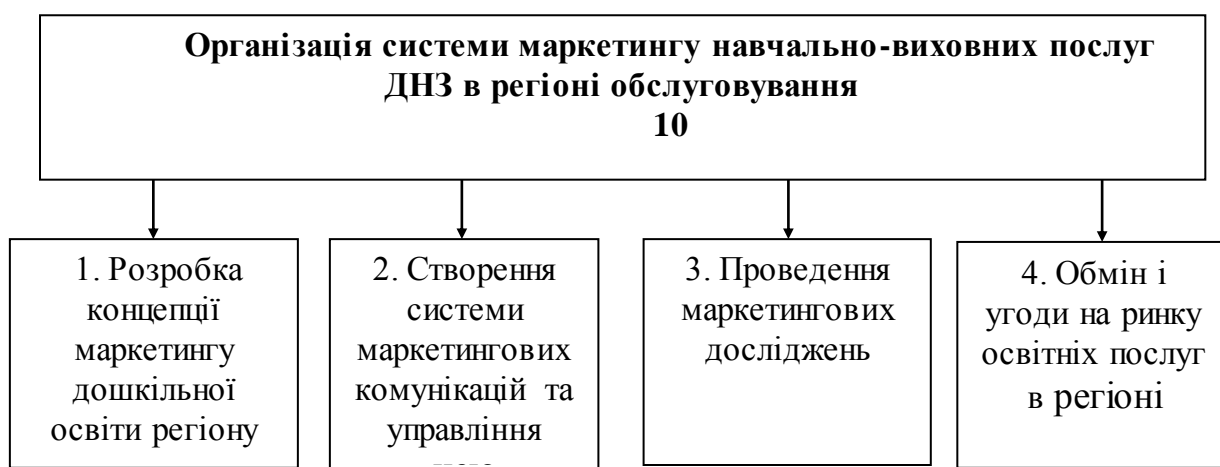 Організація системи маркетингу навчально-виховних послуг
ДНЗ в регіоні обслуговування
10
1. Розробка
концепції
маркетингу
дошкільної
освіти регіону
2. Створення
системи
маркетингових
комунікацій та
управління
3. Проведення
маркетингових
досліджень
4. Обмін і
угоди на ринку
освітніх послуг
в регіоні